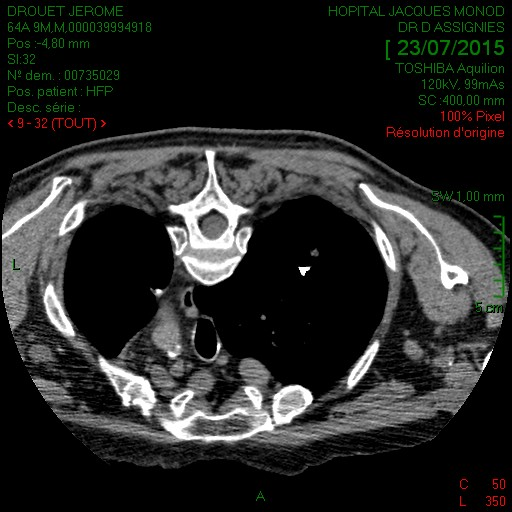 DROUET JEROME
64A 9M,M,000039994918
Pos :-4,80 mm
SI:32
Nº dem. : 00735029
Pos. patient : HFP
Desc. série :
< 9 - 32 (TOUT) >
HOPITAL JACQUES MONOD
DR D ASSIGNIES
[ 23/07/2015
TOSHIBA Aquilion
120kV, 99mAs
SC :400,00 mm
100% Pixel
Résolution d'origine
SW:1,00 mm
L
5 cm
A
C 50
L 350